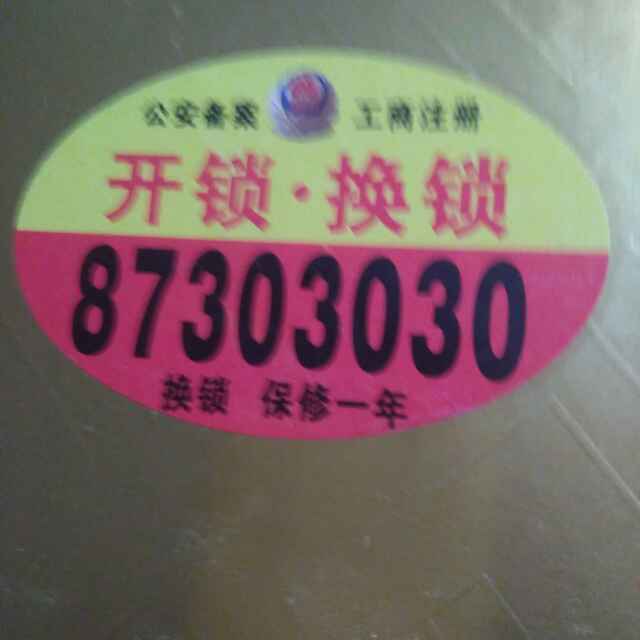 公安备案 工商注册
开锁·换锁
87303030
换锁 保修一年